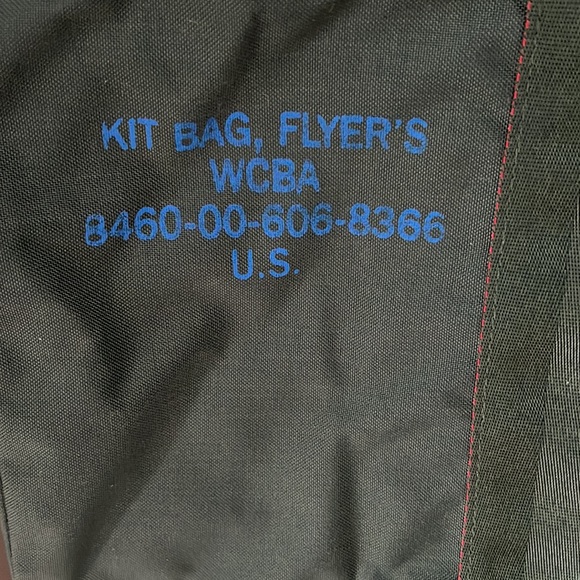 KIT BAG, FLYER'S
WCBA
8460-00-606-8366
U.S.